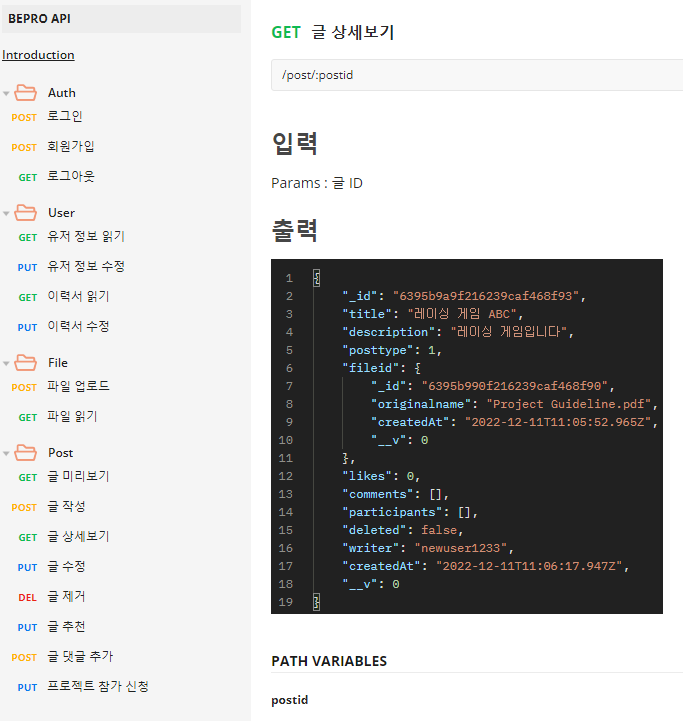 BEPRO API
Introduction
Auth
POST 로그인
POST 회원가입
GET 로그아웃
User
GET 유저 정보 읽기
PUT 유저 정보 수정
GET 이력서 읽기
PUT 이력서 수정
File
POST 파일 업로드
GET 파일 읽기
Post
GET 글 미리보기
POST 글 작성
GET 글 상세보기
PUT 글 수정
DEL 글 제거
PUT 글 추천
POST 글 댓글 추가
PUT 프로젝트 참가 신청
GET 글 상세보기
/post/:postid
입력
Params : 글 ID
출력
1 {
2 "_id": "6395b9a9f216239caf468f93",
3 "title": "레이싱 게임 ABC",
4 "description": "레이싱 게임입니다",
5 "posttype": 1,
6 "fileid": {
7 "_id": "6395b990f216239caf468f90",
8 "originalname": "Project Guideline.pdf",
9 "createdAt": "2022-12-11T11:05:52.965Z",
10 "__v": 0
11 },
12 "likes": 0,
13 "comments": [],
14 "participants": [],
15 "deleted": false,
16 "writer": "newuser1233",
17 "createdAt": "2022-12-11T11:06:17.947Z",
18 "__v": 0
19 }
PATH VARIABLES
postid